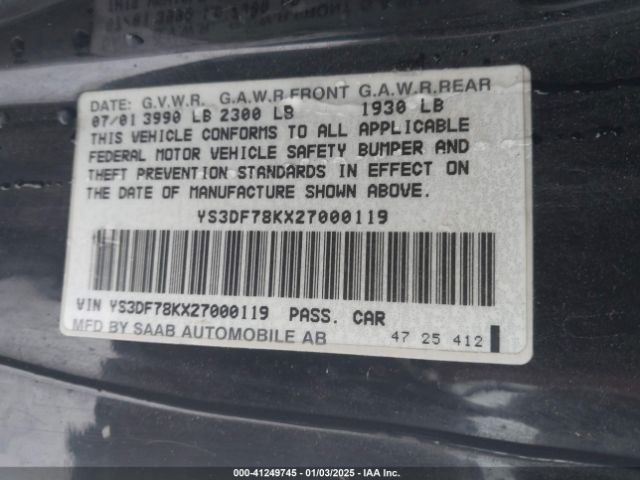 DATE: G.V.W.R. G.A.W.R.FRONT G.A.W.R.REAR
07/01 3990 LB 2300 LB 1930 LB
THIS VEHICLE CONFORMS TO ALL APPLICABLE
FEDERAL MOTOR VEHICLE SAFETY BUMPER AND
THEFT PREVENTION STANDARDS IN EFFECT ON
THE DATE OF MANUFACTURE SHOWN ABOVE.
YS3DF78KX27000119
VIN YS3DF78KX27000119 PASS. CAR
MFD BY SAAB AUTOMOBILE AB 47 25 412
000-41249745 - 01/03/2025 - IAA Inc.